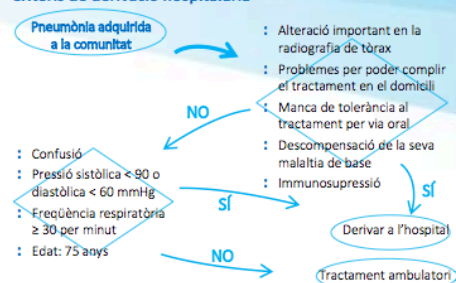 Pneumònia adquirida
a la comunitat
: Alteració important en la
radiografia de tòrax
: Problemes per poder complir
el tractament en el domicili
: Manca de tolerància al
tractament per via oral
: Descompensació de la seva
malaltia de base
: Immunosupressió
NO
: Confusió
: Pressió sistòlica < 90 o
diastòlica < 60 mmHg
: Freqüència respiratòria
≥ 30 per minut
: Edat: 75 anys
SÍ
SÍ
Derivar a l'hospital
NO
Tractament ambulatori